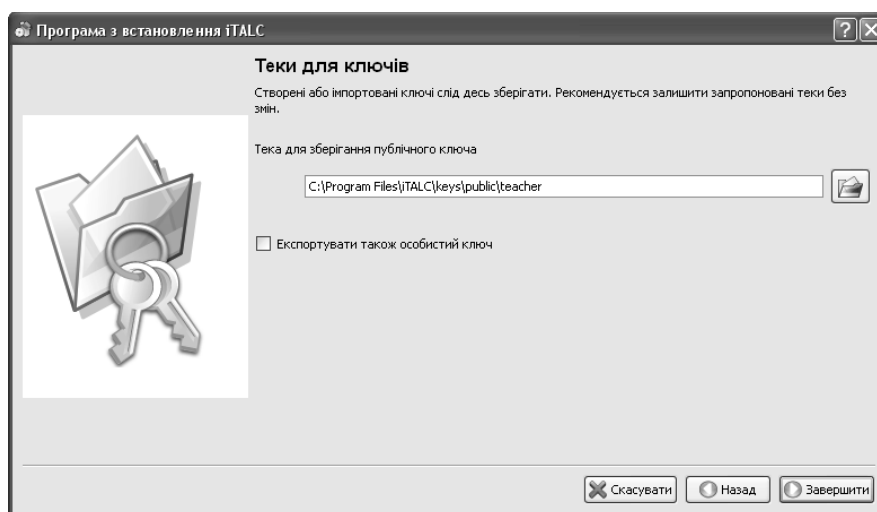 Програма з встановлення iTALC
Теки для ключів
Створені або імпортовані ключі слід десь зберігати. Рекомендується залишити запропоновані теки без
змін.
Тека для зберігання публічного ключа
C:\Program Files\iTALC\keys\public\teacher
Експортувати також особистий ключ
Скасувати Назад Завершити